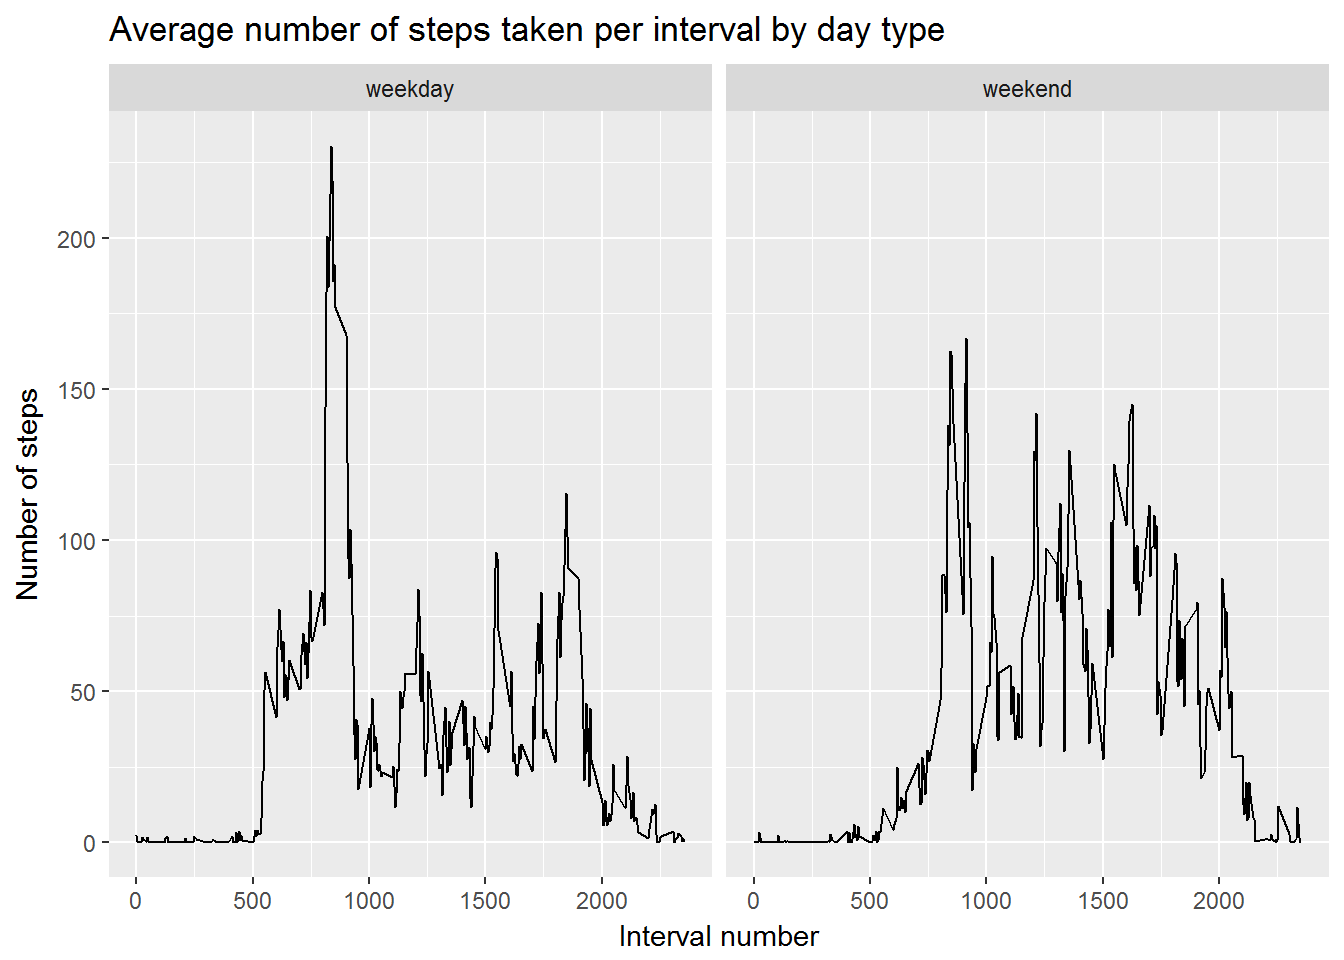 Average number of steps taken per interval by day type
weekday
weekend
200
150
100
50
0
Number of steps
0 500 1000 1500 2000
0 500 1000 1500 2000
Interval number